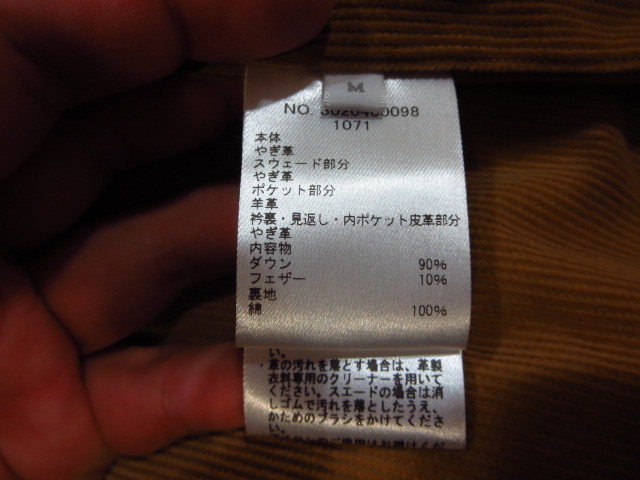 M
NO.
1071
本体
やぎ革
スウェード部分
やぎ革
ポケット部分
羊革
衿裏・見返し・内ポケット皮革部分
やぎ革
内容物
ダウン 90%
フェザー 10%
裏地
綿 100%
い。
・革の汚れを落とす場合は、革製
衣料専用のクリーナーを用いて
ください。スエードの場合は消
しゴムで汚れを落としたうえ、
かためのブラシをかけてくださ